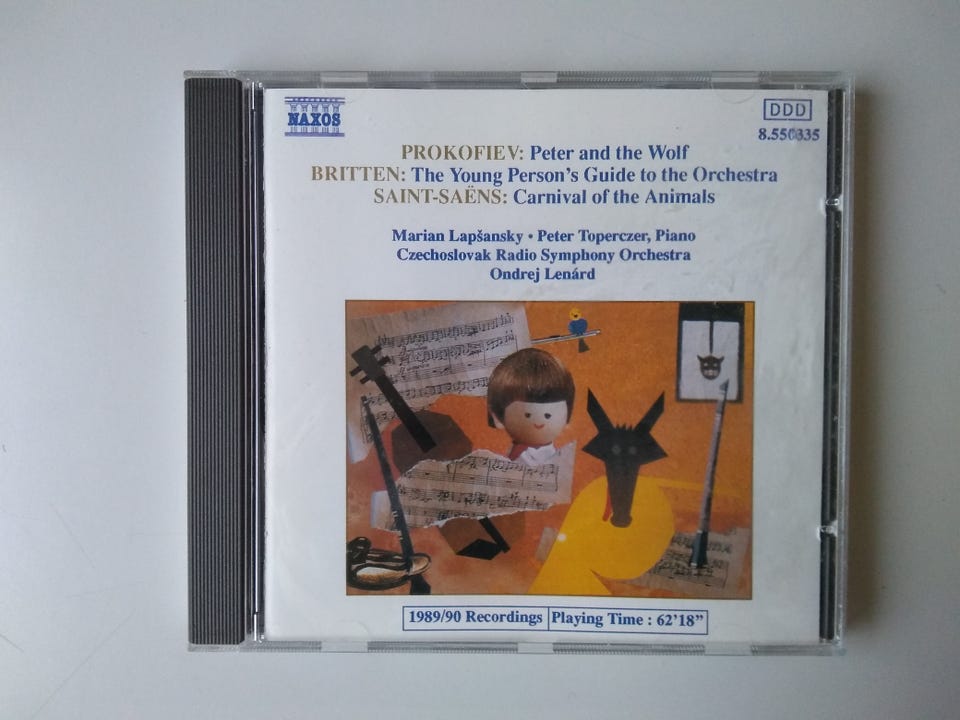 NAXOS
DDD
8.550335
PROKOFIEV: Peter and the Wolf
BRITTEN: The Young Person's Guide to the Orchestra
SAINT-SAËNS: Carnival of the Animals
Marian Lapšansky • Peter Toperczer, Piano
Czechoslovak Radio Symphony Orchestra
Ondrej Lenárd
1989/90 Recordings Playing Time : 62'18"